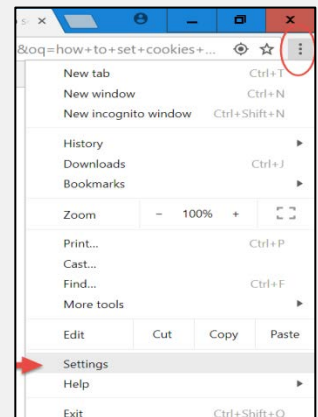 &oq=how+to+set+cookies+...
New tab Ctrl+T
New window Ctrl+N
New incognito window Ctrl+Shift+N
History
Downloads Ctrl+J
Bookmarks
Zoom - 100% +
Print... Ctrl+P
Cast...
Find... Ctrl+F
More tools
Edit Cut Copy Paste
Settings
Help
Exit Ctrl+Shift+Q